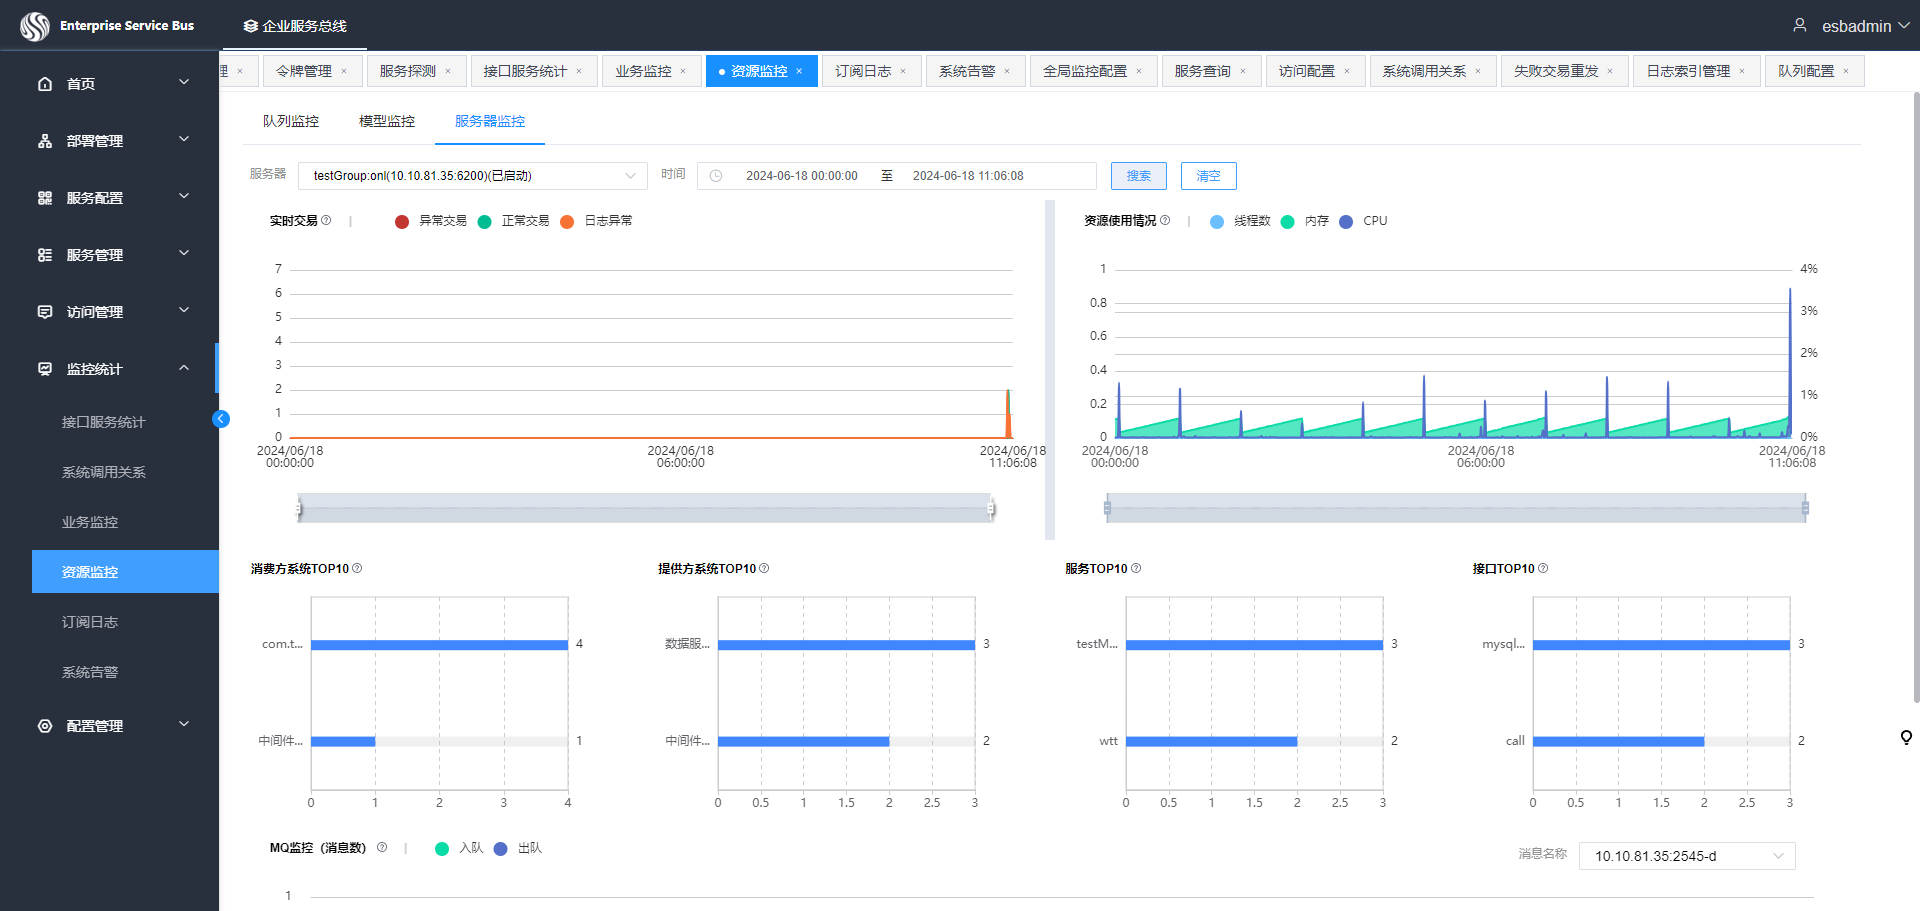 Enterprise Service Bus
企业服务总线
esbadmin
理 ×
令牌管理 ×
服务探测 ×
接口服务统计 ×
业务监控 ×
资源监控 ×
订阅日志 ×
系统告警 ×
全局监控配置 ×
服务查询 ×
访问配置 ×
系统调用关系 ×
失败交易重发 ×
日志索引管理 ×
队列配置 ×
首页
部署管理
服务配置
服务管理
访问管理
监控统计
接口服务统计
系统调用关系
业务监控
资源监控
订阅日志
系统告警
配置管理
队列监控
模型监控
服务器监控
服务器
testGroup:onl(10.10.81.35:6200)(已启动)
时间
2024-06-18 00:00:00 至 2024-06-18 11:06:08
搜索
清空
实时交易
异常交易
正常交易
日志异常
7
6
5
4
3
2
1
0
2024/06/18
00:00:00
2024/06/18
06:00:00
2024/06/18
11:06:08
资源使用情况
线程数
内存
CPU
1
0.8
0.6
0.4
0.2
0
4%
3%
2%
1%
0%
2024/06/18
00:00:00
2024/06/18
06:00:00
2024/06/18
11:06:08
消费方系统TOP10
com.t...
4
中间件...
1
0 1 2 3 4
提供方系统TOP10
数据服...
3
中间件...
2
0 0.5 1 1.5 2 2.5 3
服务TOP10
testM...
3
wtt
2
0 0.5 1 1.5 2 2.5 3
接口TOP10
mysql...
3
call
2
0 0.5 1 1.5 2 2.5 3
MQ监控（消息数）
入队
出队
消息名称
10.10.81.35:2545-d
1